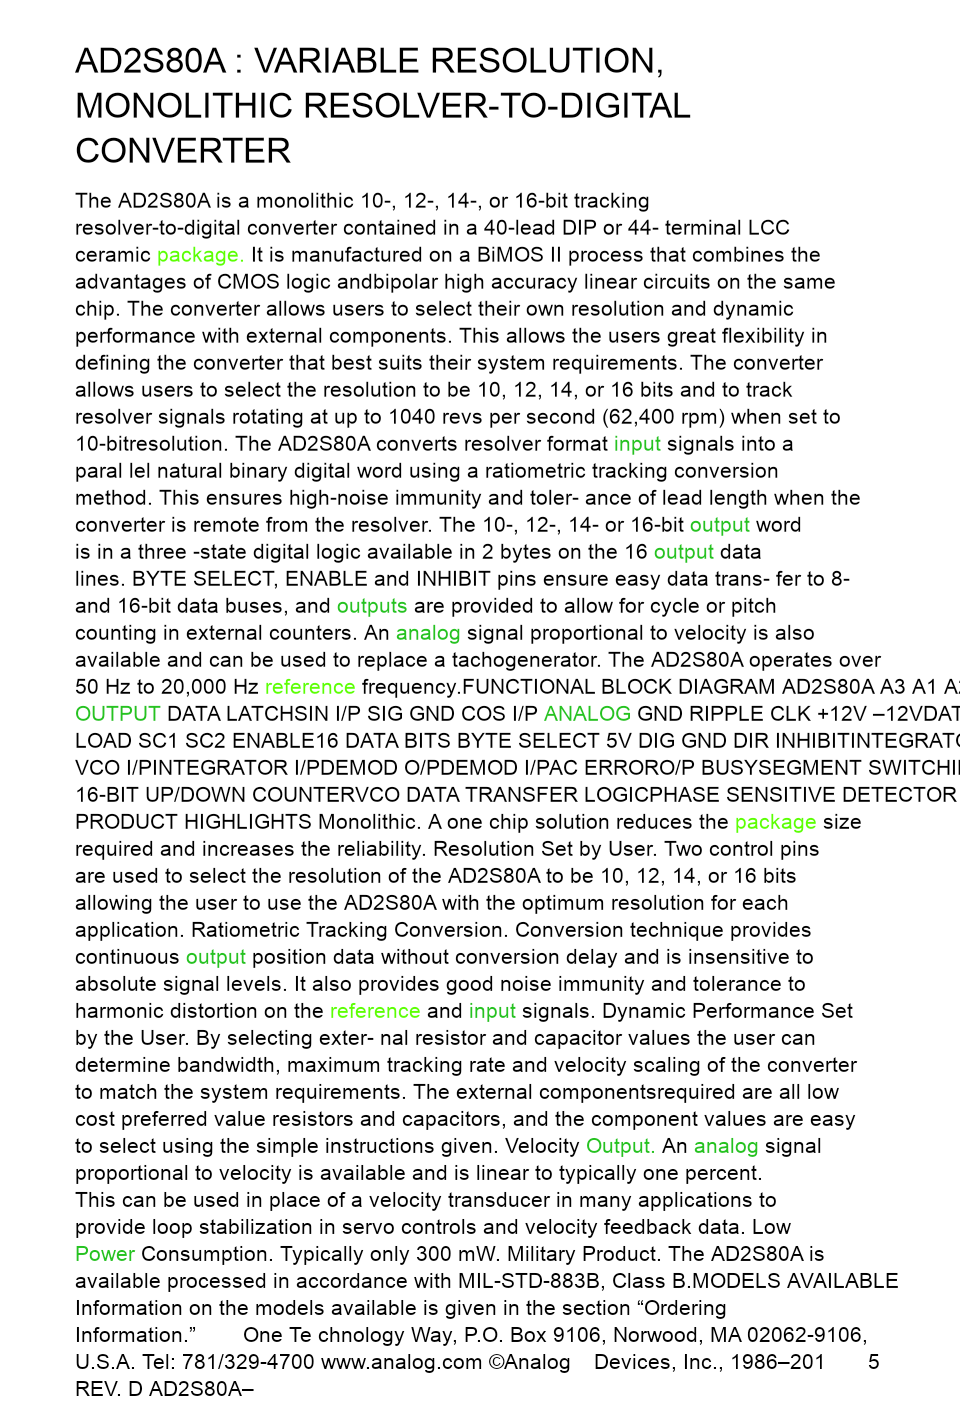 AD2S80A : VARIABLE RESOLUTION,
MONOLITHIC RESOLVER-TO-DIGITAL
CONVERTER
The AD2S80A is a monolithic 10-, 12-, 14-, or 16-bit tracking
resolver-to-digital converter contained in a 40-lead DIP or 44- terminal LCC
ceramic package. It is manufactured on a BiMOS II process that combines the
advantages of CMOS logic andbipolar high accuracy linear circuits on the same
chip. The converter allows users to select their own resolution and dynamic
performance with external components. This allows the users great flexibility in
defining the converter that best suits their system requirements. The converter
allows users to select the resolution to be 10, 12, 14, or 16 bits and to track
resolver signals rotating at up to 1040 revs per second (62,400 rpm) when set to
10-bitresolution. The AD2S80A converts resolver format input signals into a
paral lel natural binary digital word using a ratiometric tracking conversion
method. This ensures high-noise immunity and toler- ance of lead length when the
converter is remote from the resolver. The 10-, 12-, 14- or 16-bit output word
is in a three -state digital logic available in 2 bytes on the 16 output data
lines. BYTE SELECT, ENABLE and INHIBIT pins ensure easy data trans- fer to 8-
and 16-bit data buses, and outputs are provided to allow for cycle or pitch
counting in external counters. An analog signal proportional to velocity is also
available and can be used to replace a tachogenerator. The AD2S80A operates over
50 Hz to 20,000 Hz reference frequency.FUNCTIONAL BLOCK DIAGRAM AD2S80A A3 A1
OUTPUT DATA LATCHSIN I/P SIG GND COS I/P ANALOG GND RIPPLE CLK +12V –12VDAT
LOAD SC1 SC2 ENABLE16 DATA BITS BYTE SELECT 5V DIG GND DIR INHIBITINTEGRATO
VCO I/PINTEGRATOR I/PDEMOD O/PDEMOD I/PAC ERRORO/P BUSYSEGMENT SWITCHI
16-BIT UP/DOWN COUNTERVCO DATA TRANSFER LOGICPHASE SENSITIVE DETECTOR
PRODUCT HIGHLIGHTS Monolithic. A one chip solution reduces the package size
required and increases the reliability. Resolution Set by User. Two control pins
are used to select the resolution of the AD2S80A to be 10, 12, 14, or 16 bits
allowing the user to use the AD2S80A with the optimum resolution for each
application. Ratiometric Tracking Conversion. Conversion technique provides
continuous output position data without conversion delay and is insensitive to
absolute signal levels. It also provides good noise immunity and tolerance to
harmonic distortion on the reference and input signals. Dynamic Performance Set
by the User. By selecting exter- nal resistor and capacitor values the user can
determine bandwidth, maximum tracking rate and velocity scaling of the converter
to match the system requirements. The external componentsrequired are all low
cost preferred value resistors and capacitors, and the component values are easy
to select using the simple instructions given. Velocity Output. An analog signal
proportional to velocity is available and is linear to typically one percent.
This can be used in place of a velocity transducer in many applications to
provide loop stabilization in servo controls and velocity feedback data. Low
Power Consumption. Typically only 300 mW. Military Product. The AD2S80A is
available processed in accordance with MIL-STD-883B, Class B.MODELS AVAILABLE
Information on the models available is given in the section “Ordering
Information.” One Te chnology Way, P.O. Box 9106, Norwood, MA 02062-9106,
U.S.A. Tel: 781/329-4700 www.analog.com ©Analog Devices, Inc., 1986–201 5
REV. D AD2S80A–